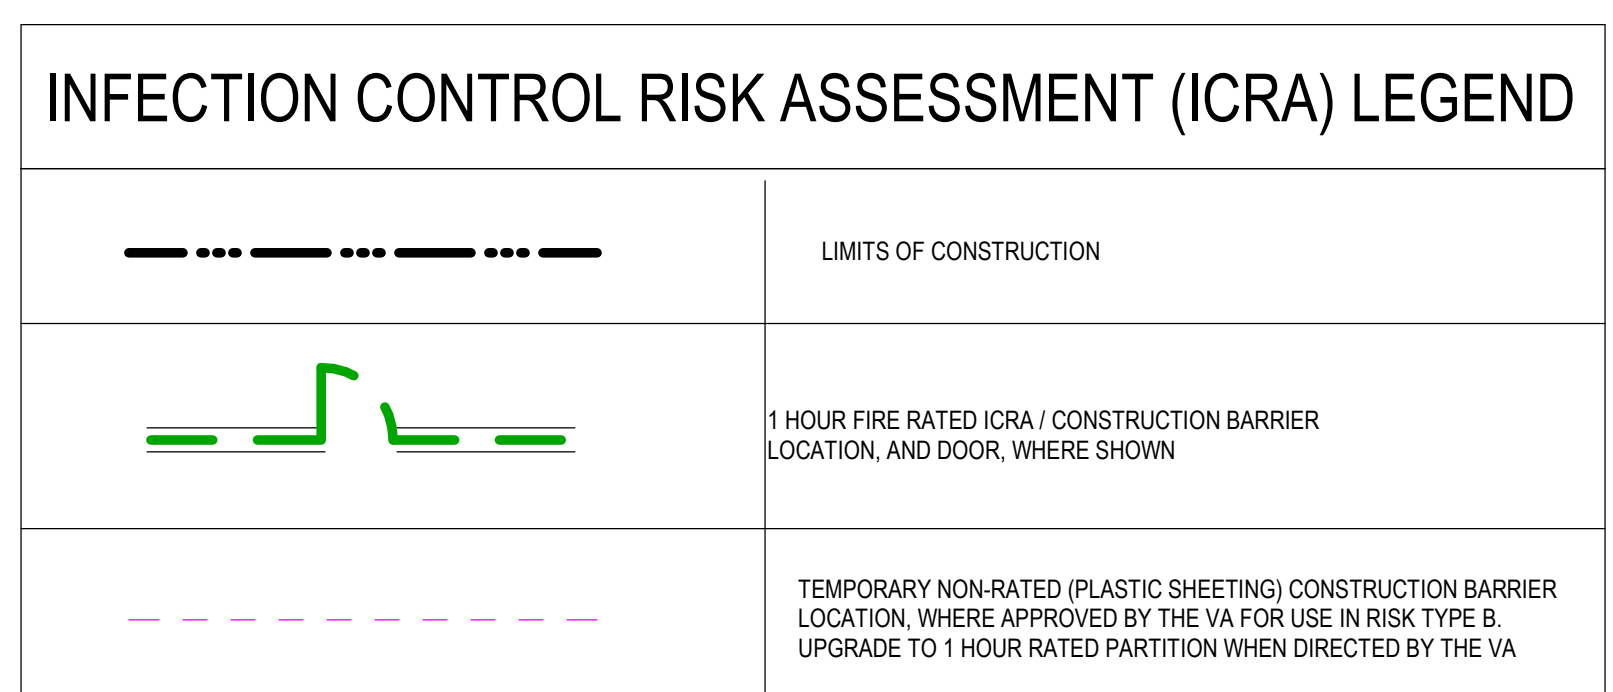 INFECTION CONTROL RISK ASSESSMENT (ICRA) LEGEND
LIMITS OF CONSTRUCTION
1 HOUR FIRE RATED ICRA / CONSTRUCTION BARRIER
LOCATION, AND DOOR, WHERE SHOWN
TEMPORARY NON-RATED (PLASTIC SHEETING) CONSTRUCTION BARRIER
LOCATION, WHERE APPROVED BY THE VA FOR USE IN RISK TYPE B.
UPGRADE TO 1 HOUR RATED PARTITION WHEN DIRECTED BY THE VA